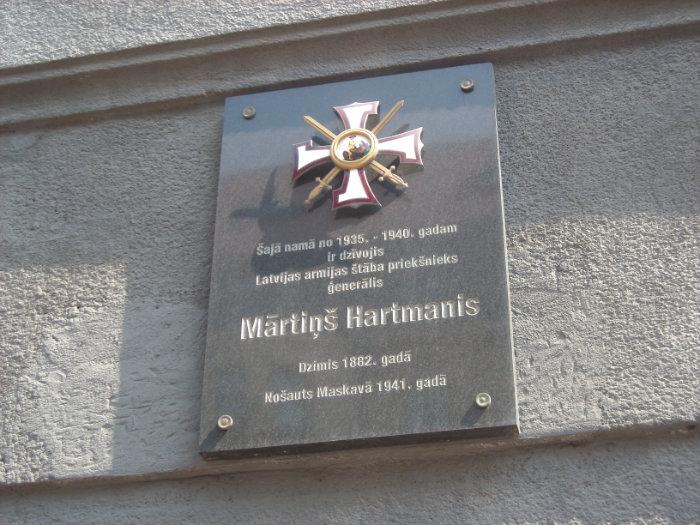 Šajā namā no 1935. - 1940. gadam
ir dzīvojis
Latvijas armijas štāba priekšnieks
ģenerālis
Mārtiņš Hartmanis
Dzimis 1882. gadā
Nošauts Maskavā 1941. gadā